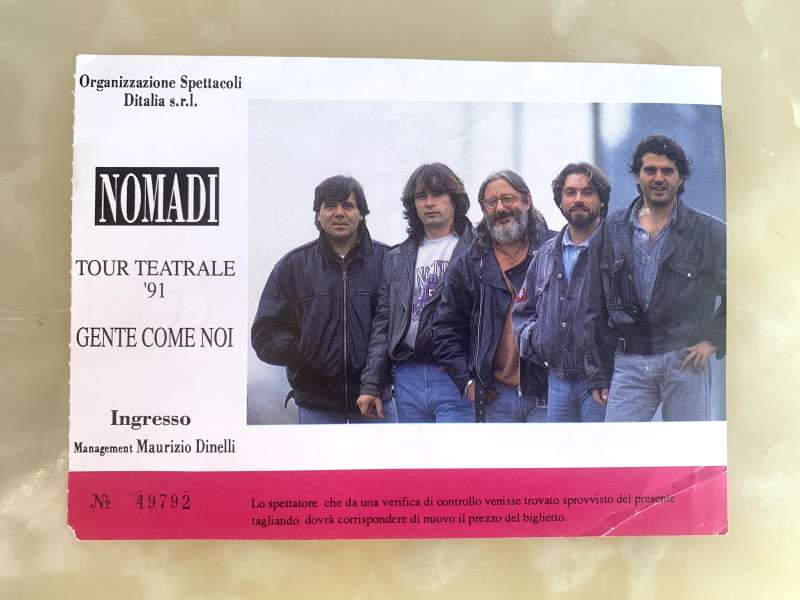 Organizzazione Spettacoli
Ditalia s.r.l.
NOMADI
TOUR TEATRALE
'91
GENTE COME NOI
Ingresso
Management Maurizio Dinelli
№ 49792
Lo spettatore che da una verifica di controllo venisse trovato sprovvisto del presente
tagliando dovrà corrispondere di nuovo il prezzo del biglietto.